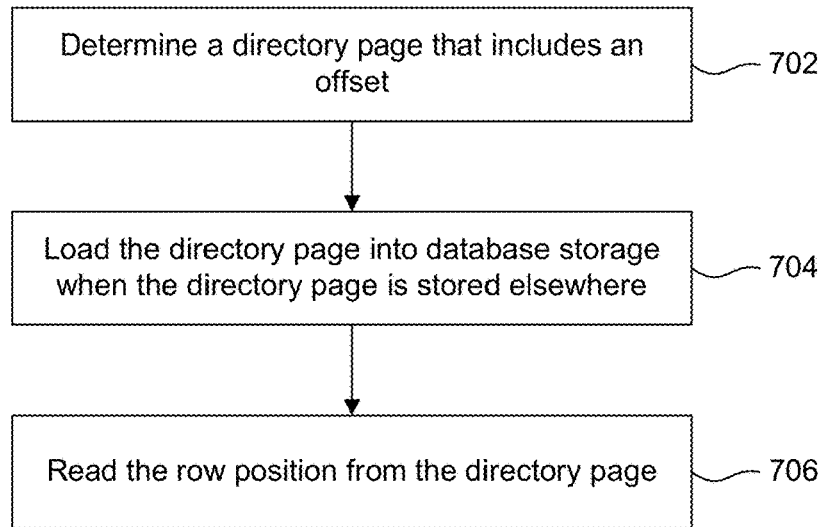 Determine a directory page that includes an
offset
702
Load the directory page into database storage
when the directory page is stored elsewhere
704
Read the row position from the directory page
706